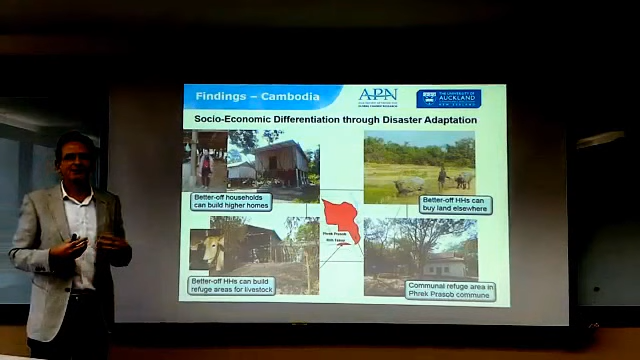 Findings – Cambodia
APN
THE UNIVERSITY OF
AUCKLAND
NEW ZEALAND
Socio-Economic Differentiation through Disaster Adaptation
Better-off households
can build higher homes
Better-off HHs can
buy land elsewhere
Phrek Prasob
Better-off HHs can build
refuge areas for livestock
Communal refuge area in
Phrek Prasob commune